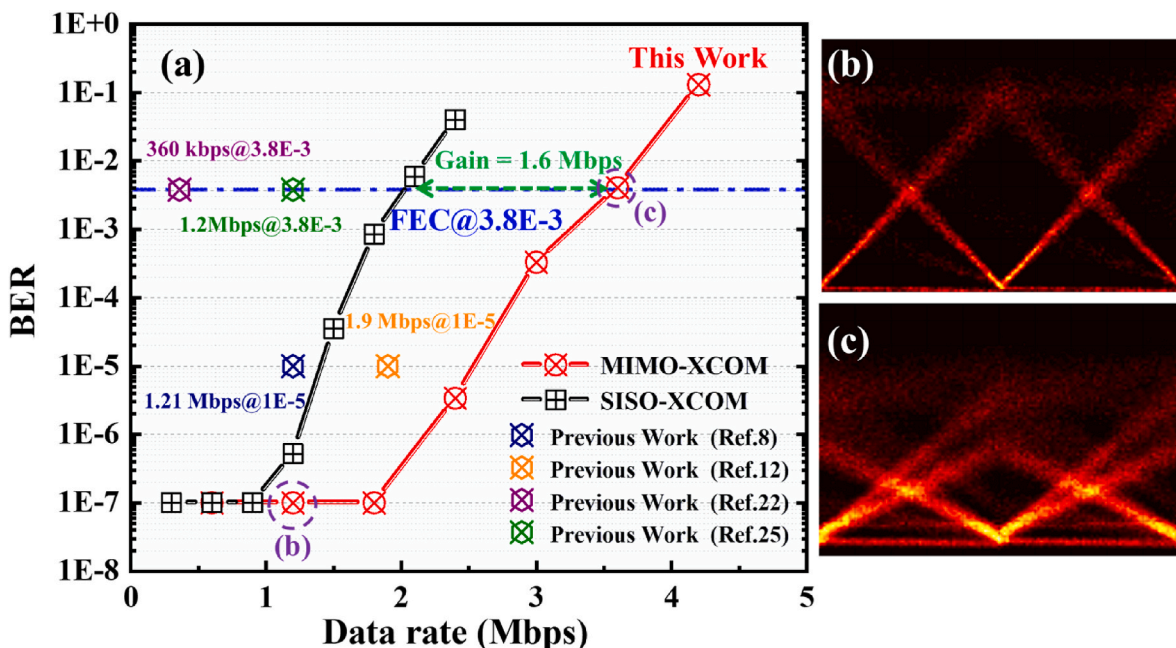 1E+0
1E-1
1E-2
1E-3
1E-4
1E-5
1E-6
1E-7
1E-8
BER
0
1
2
3
4
5
Data rate (Mbps)
(a)
This Work
360 kbps@3.8E-3
Gain = 1.6 Mbps
1.2Mbps@3.8E-3
FEC@3.8E-3
(c)
1.9 Mbps@1E-5
1.21 Mbps@1E-5
(b)
MIMO-XCOM
SISO-XCOM
Previous Work (Ref.8)
Previous Work (Ref.12)
Previous Work (Ref.22)
Previous Work (Ref.25)
(b)
(c)